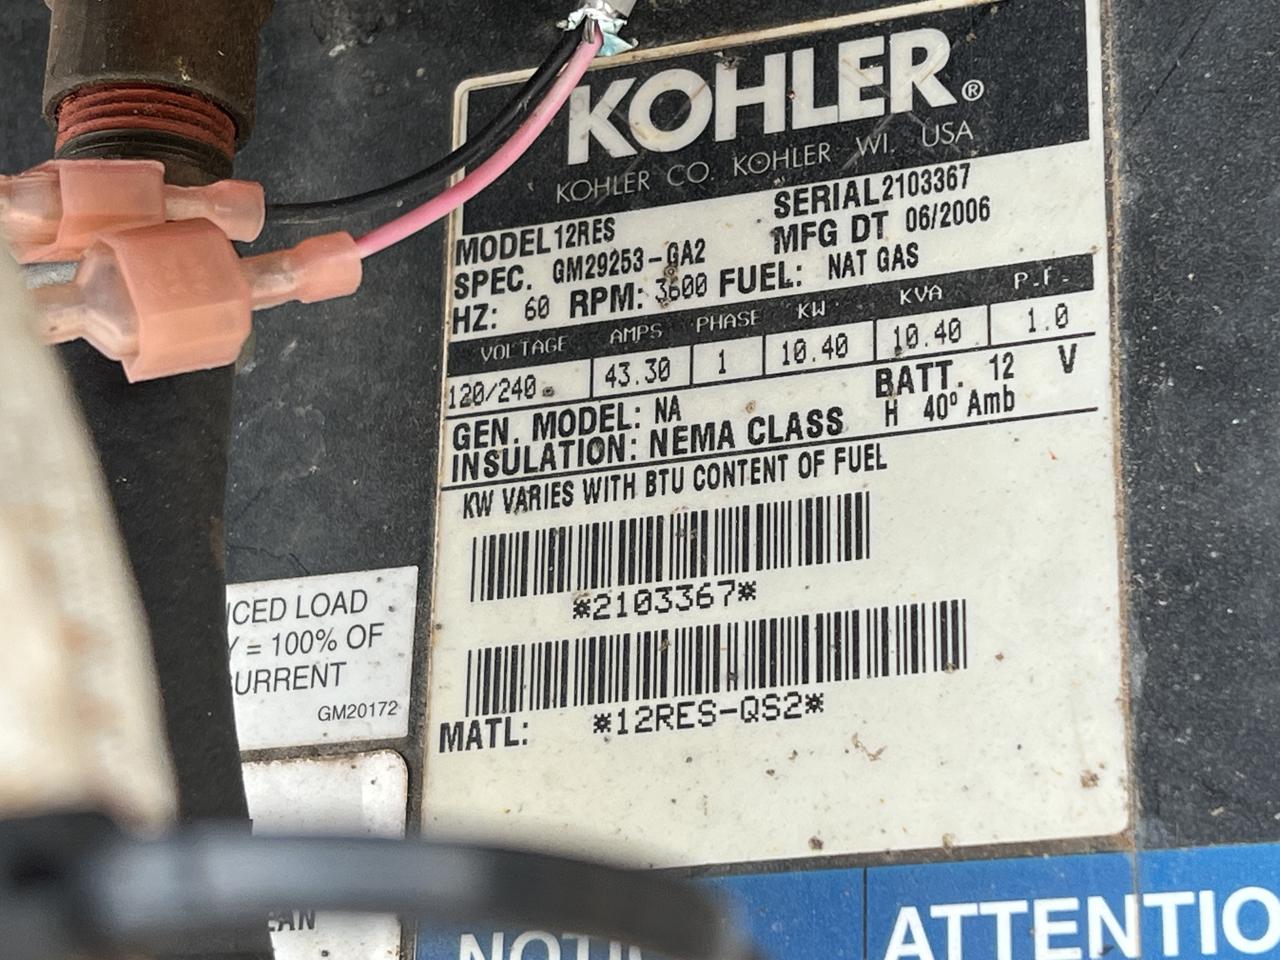 KOHLER®
KOHLER CO. KOHLER WI. USA
MODEL 12RES SERIAL 2103367
SPEC. GM29253-GA2 MFG DT 06/2006
HZ: 60 RPM: 3600 FUEL: NAT GAS
VOLTAGE AMPS PHASE KW KVA P.F.
120/240 43.30 1 10.40 10.40 1.0
GEN. MODEL: NA BATT. 12 V
INSULATION: NEMA CLASS H 40° Amb
KW VARIES WITH BTU CONTENT OF FUEL
*2103367*
MATL: *12RES-QS2*
LOAD
= 100% OF
GM20172